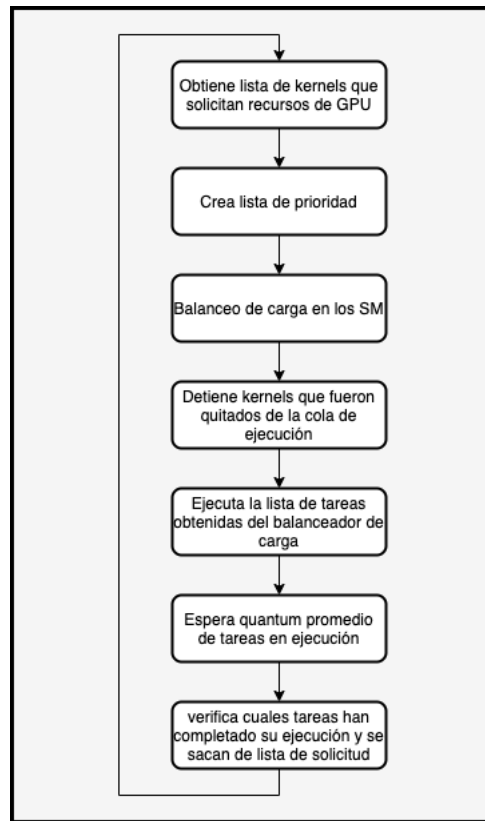 Obtiene lista de kernels que
solicitan recursos de GPU
Crea lista de prioridad
Balanceo de carga en los SM
Detiene kernels que fueron
quitados de la cola de
ejecución
Ejecuta la lista de tareas
obtenidas del balanceador de
carga
Espera quantum promedio
de tareas en ejecución
verifica cuales tareas han
completado su ejecución y se
sacan de lista de solicitud